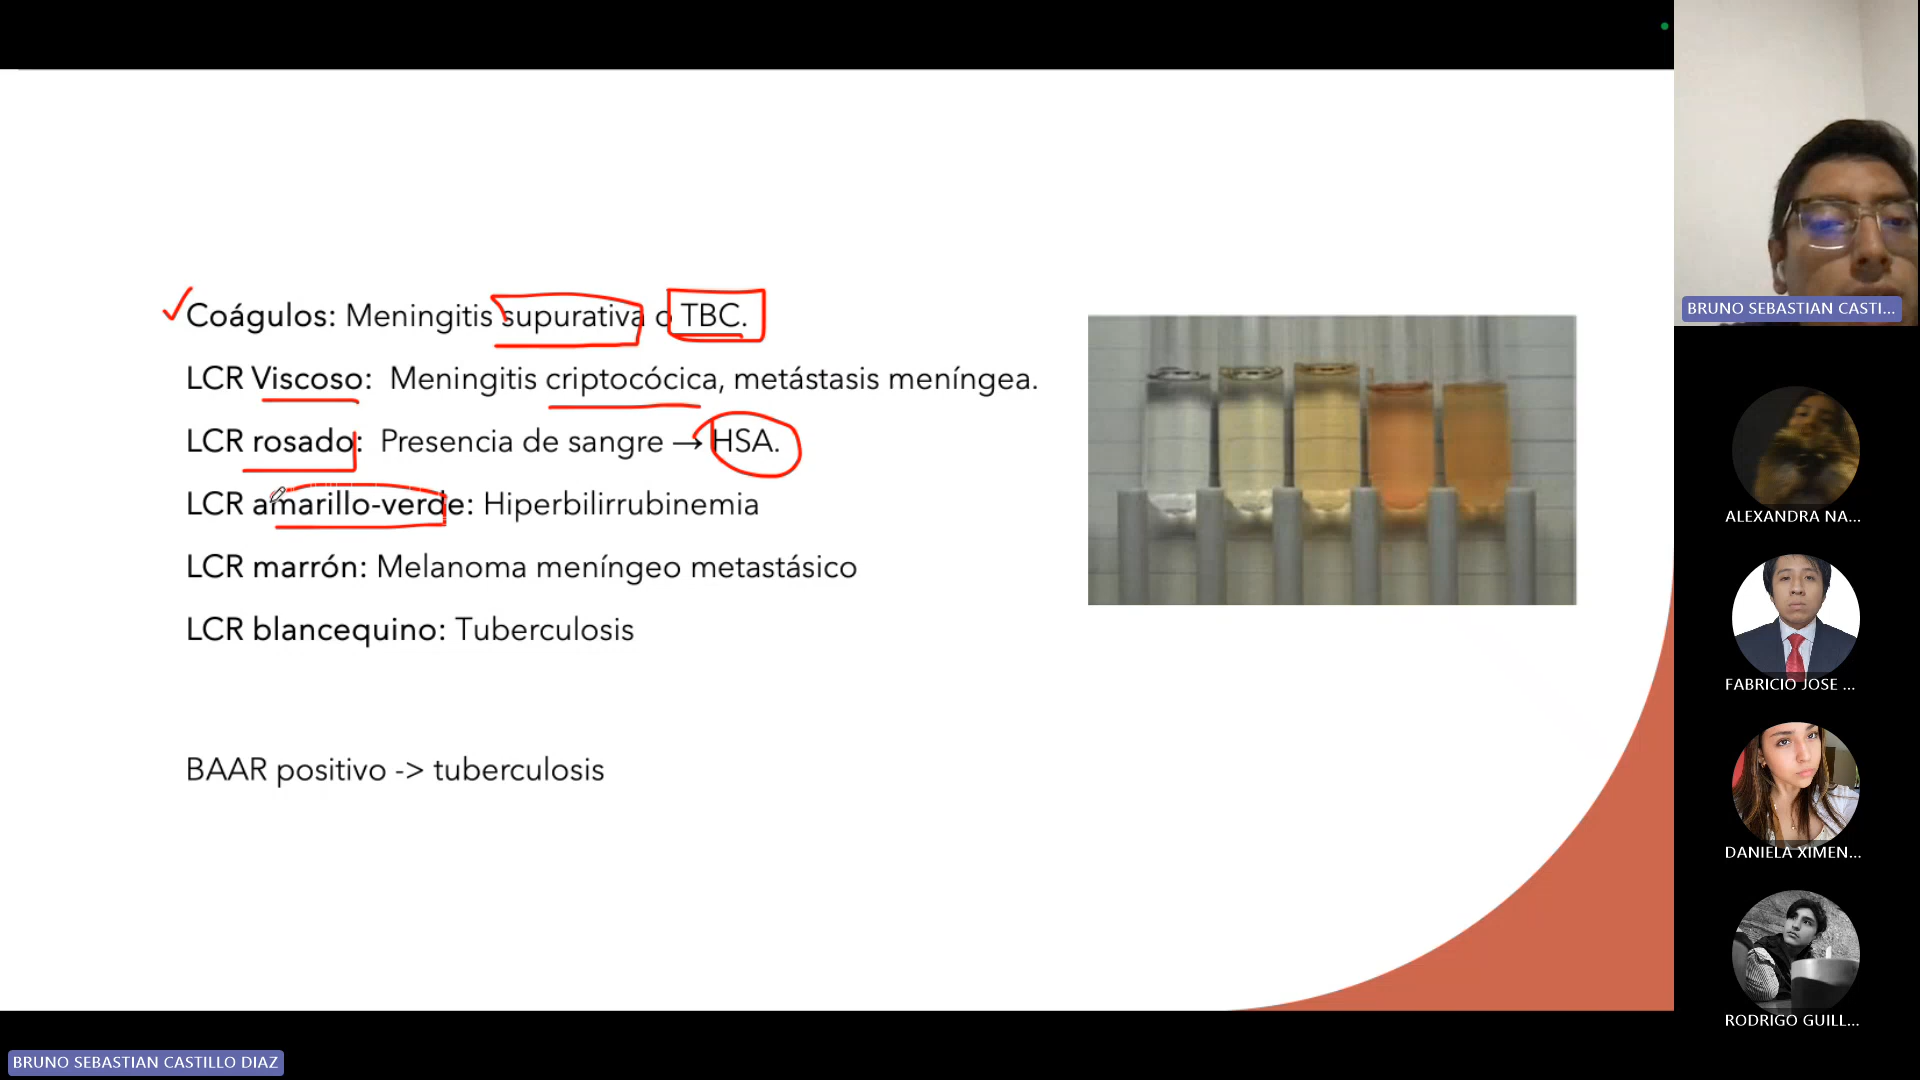 Coágulos: Meningitis supurativa o TBC.
LCR Viscoso: Meningitis criptocócica, metástasis meníngea.
LCR rosado: Presencia de sangre → HSA.
LCR amarillo-verde: Hiperbilirrubinemia
LCR marrón: Melanoma meníngeo metastásico
LCR blancequino: Tuberculosis
BAAR positivo -> tuberculosis
BRUNO SEBASTIAN CASTI...
ALEXANDRA NA...
FABRICIO JOSE ...
DANIELA XIMEN...
RODRIGO GUILL...
BRUNO SEBASTIAN CASTILLO DIAZ